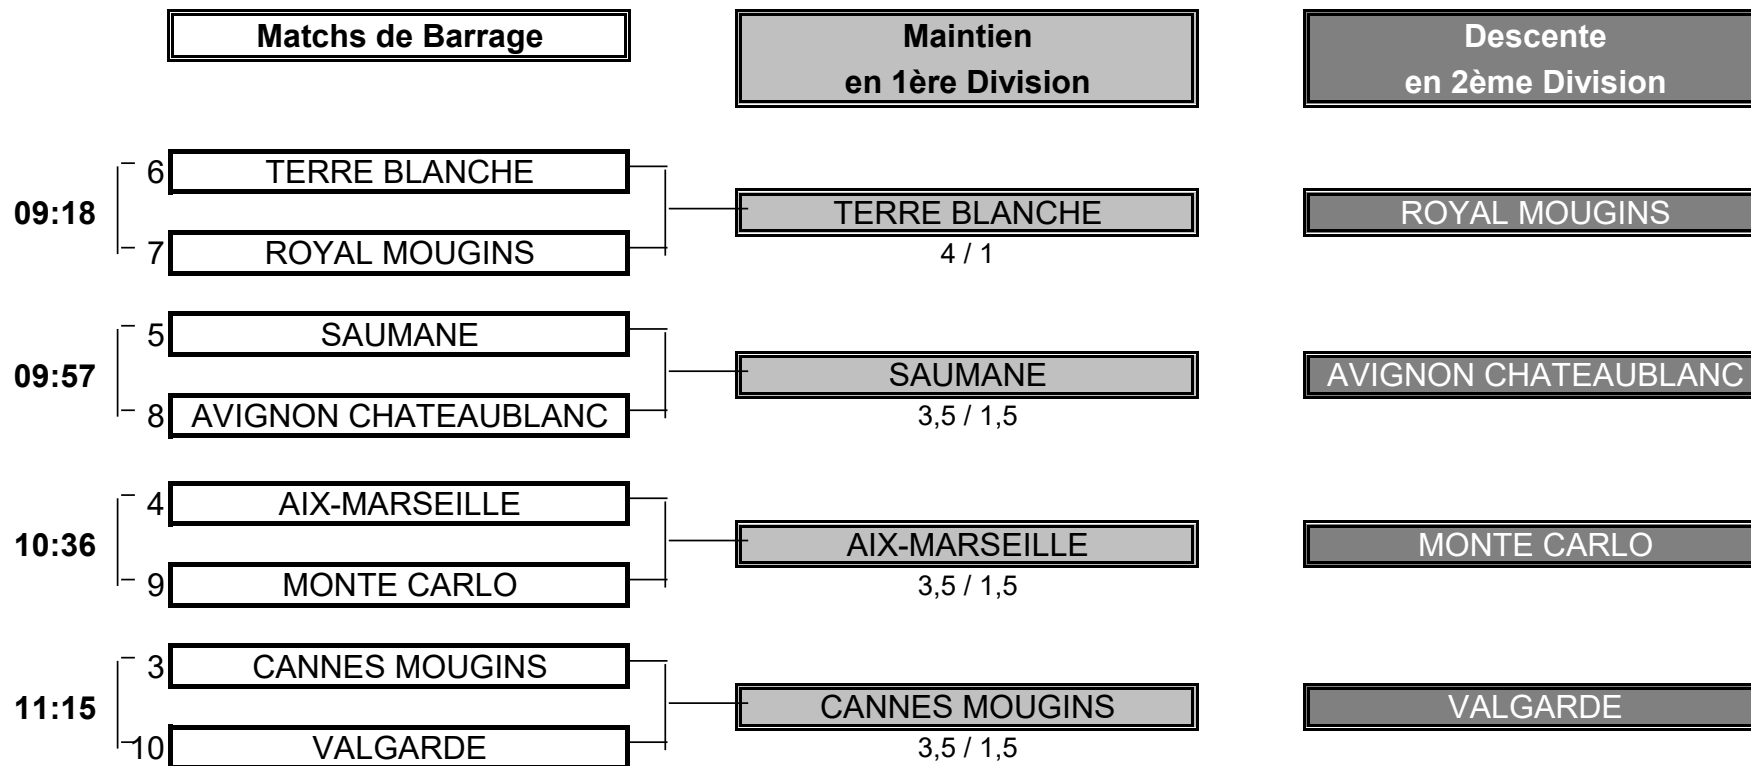 Matchs de Barrage
Maintien
en 1ère Division
Descente
en 2ème Division
09:18
6 TERRE BLANCHE
7 ROYAL MOUGINS
TERRE BLANCHE
4 / 1
ROYAL MOUGINS
09:57
5 SAUMANE
8 AVIGNON CHATEAUBLANC
SAUMANE
3,5 / 1,5
AVIGNON CHATEAUBLANC
10:36
4 AIX-MARSEILLE
9 MONTE CARLO
AIX-MARSEILLE
3,5 / 1,5
MONTE CARLO
11:15
3 CANNES MOUGINS
10 VALGARDE
CANNES MOUGINS
3,5 / 1,5
VALGARDE